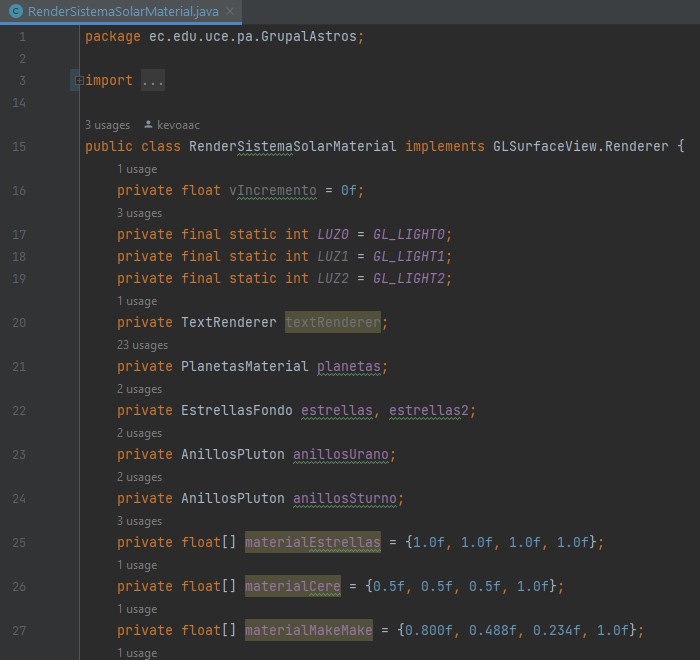 RenderSistemaSolarMaterial.java
1 package ec.edu.uce.pa.GrupalAstros;
2
3 import ...
14
3 usages kevoaac
15 public class RenderSistemaSolarMaterial implements GLSurfaceView.Renderer {
1 usage
16 private float vIncremento = 0f;
3 usages
17 private final static int LUZ0 = GL_LIGHT0;
18 private final static int LUZ1 = GL_LIGHT1;
19 private final static int LUZ2 = GL_LIGHT2;
1 usage
20 private TextRenderer textRenderer;
23 usages
21 private PlanetasMaterial planetas;
2 usages
22 private EstrellasFondo estrellas, estrellas2;
2 usages
23 private AnillosPluton anillosUrano;
2 usages
24 private AnillosPluton anillosSturno;
3 usages
25 private float[] materialEstrellas = {1.0f, 1.0f, 1.0f, 1.0f};
1 usage
26 private float[] materialCere = {0.5f, 0.5f, 0.5f, 1.0f};
1 usage
27 private float[] materialMakeMake = {0.800f, 0.488f, 0.234f, 1.0f};
1 usage